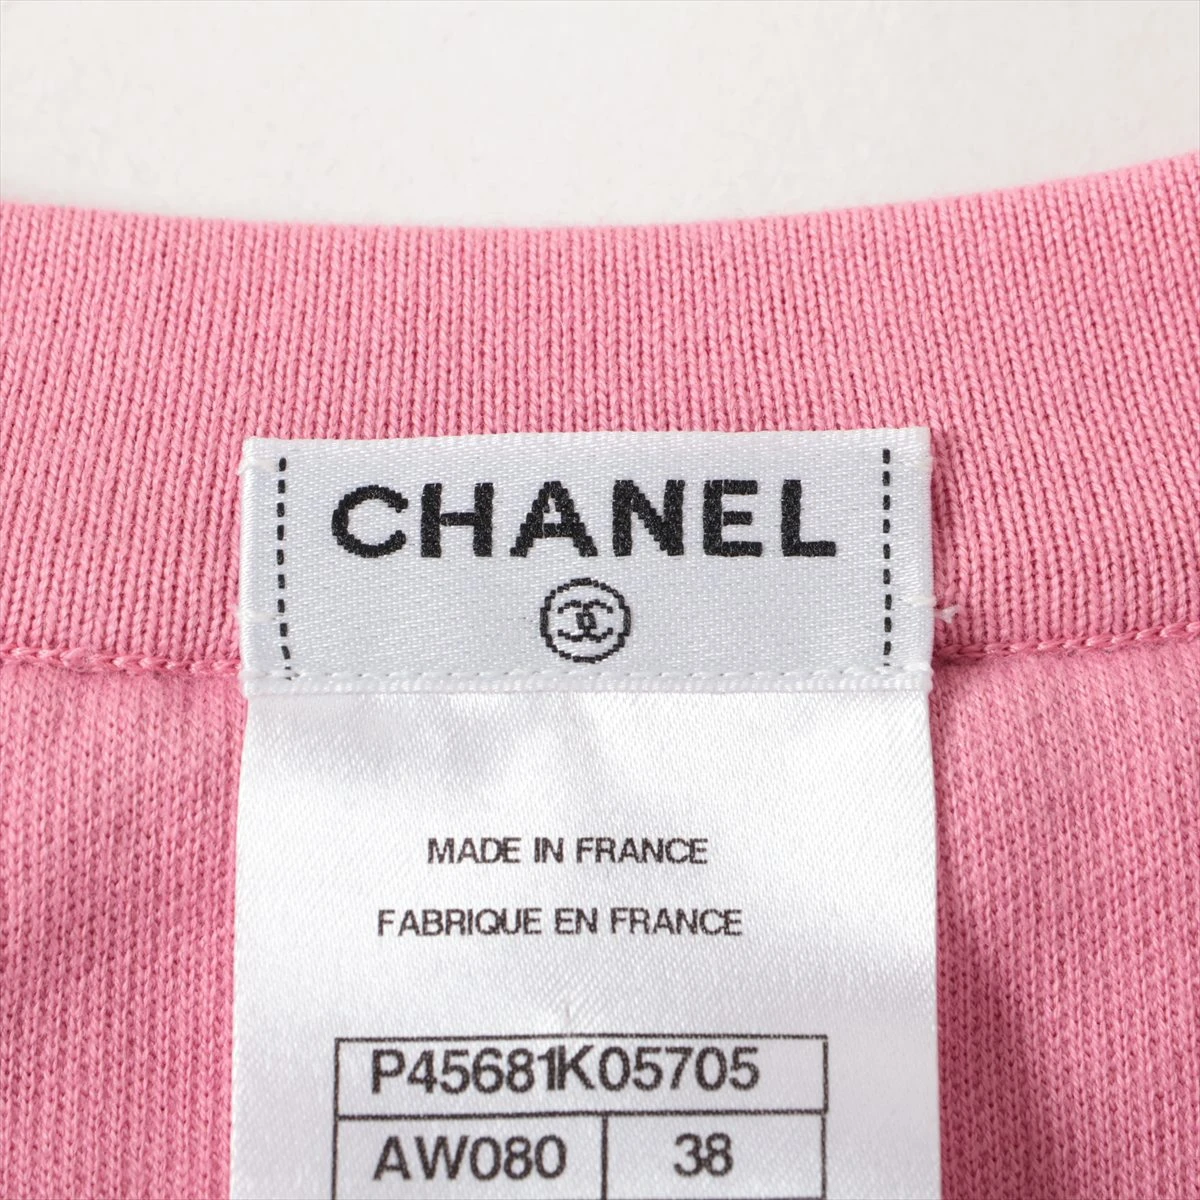 CHANEL
MADE IN FRANCE
FABRIQUE EN FRANCE
P45681K05705
AW080 38